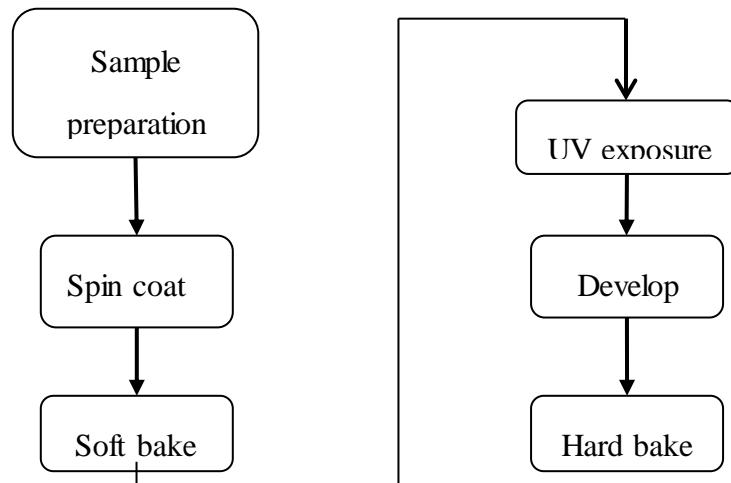 Sample
preparation
Spin coat
Soft bake
UV exposure
Develop
Hard bake